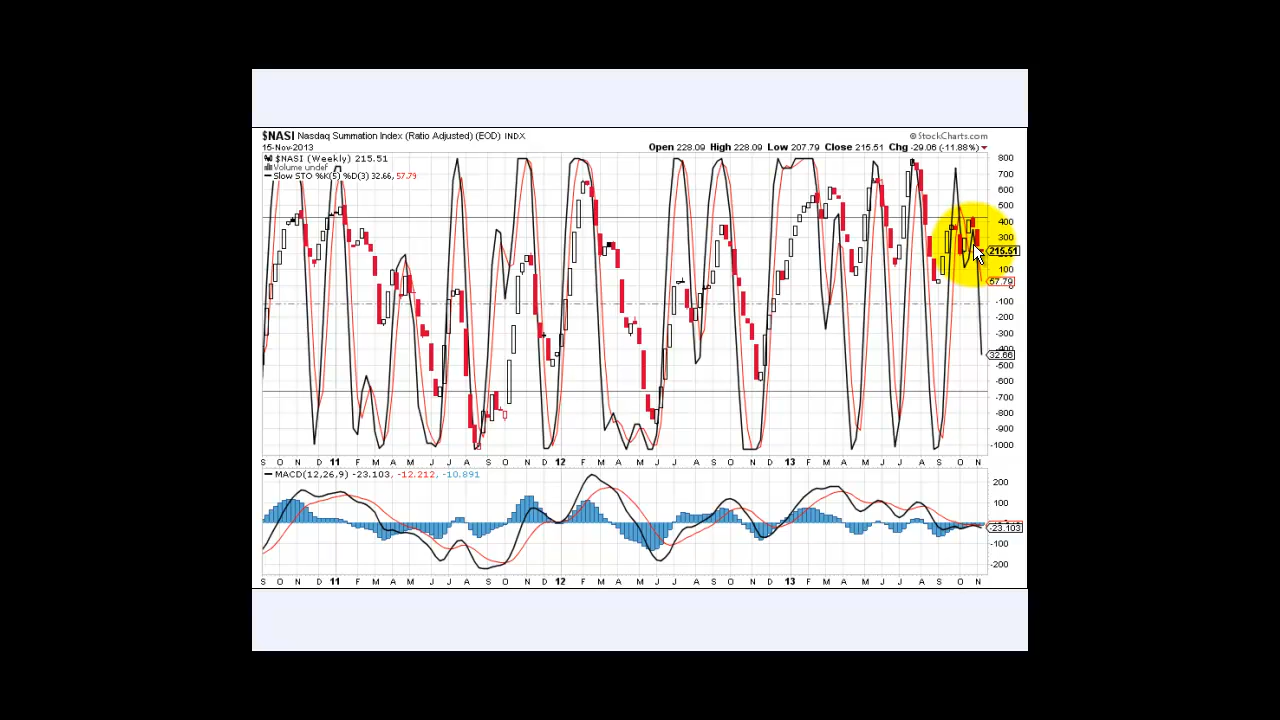 $NASI Nasdaq Summation Index (Ratio Adjusted) (EOD) INDX
© StockCharts.com
15-Nov-2013
Open 228.09 High 228.09 Low 207.79 Close 215.51 Chg -29.06 (-11.88%)
$NASI (Weekly) 215.51
Volume undef
Slow STO %K(5) %D(3) 32.66, 57.79
800
700
600
500
400
300
215.51
100
57.79
-100
-200
-300
32.66
-500
-600
-700
-800
-900
-1000
S O N D 11 F M A M J J A S O N D 12 F M A M J J A S O N D 13 F M A M J J A S O N
MACD(12,26,9) -23.103, -12.212, -10.891
200
100
-23.103
-100
-200
S O N D 11 F M A M J J A S O N D 12 F M A M J J A S O N D 13 F M A M J J A S O N